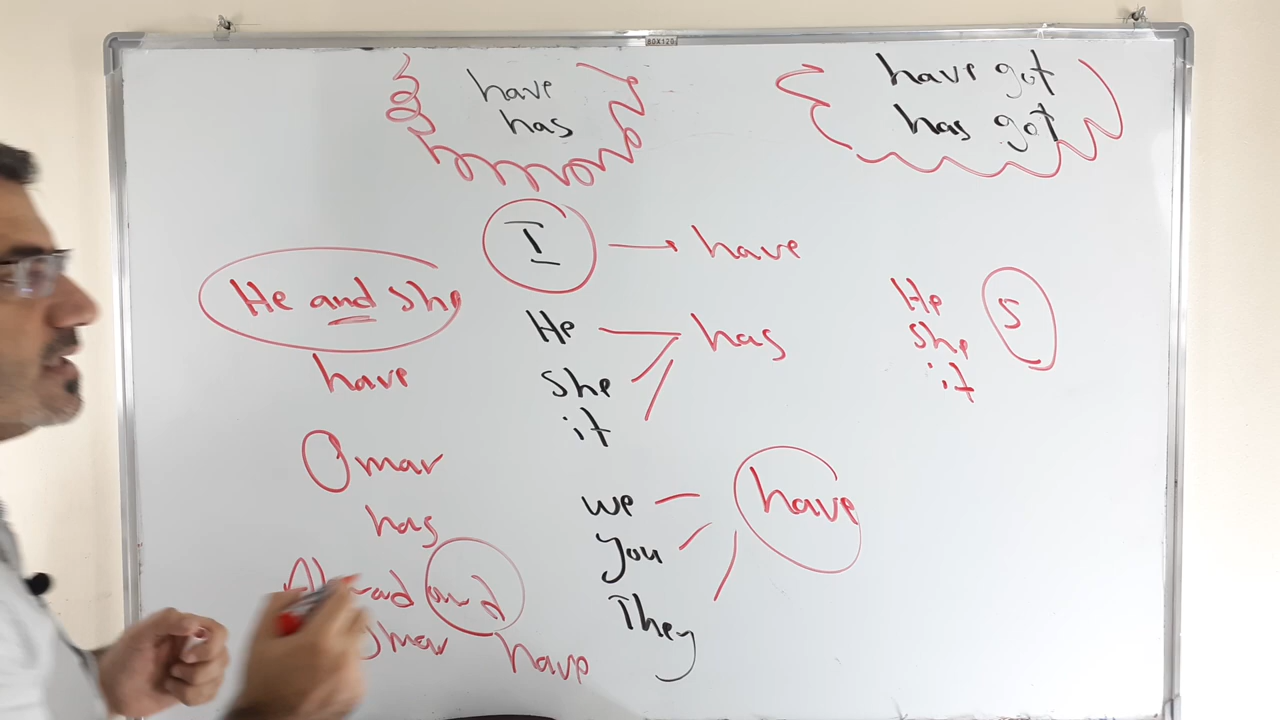 80X120
have
has
have got
has got
I have
He has
She
it
we have
You
They
He and she
have
Omar
has
and
have
He s
she
it